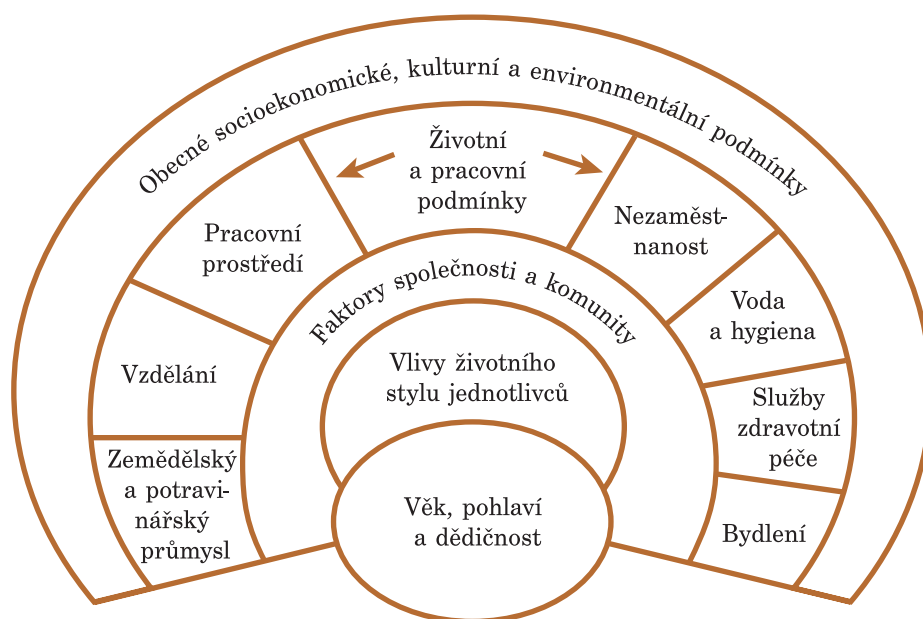 Obecné socioekonomické, kulturní a environmentální podmínky
Životní
a pracovní
podmínky
Pracovní
prostředí
Nezaměst-
nanost
Vzdělání
Voda
a hygiena
Zemědělský
a potravi-
nářský
průmysl
Služby
zdravotní
péče
Bydlení
Faktory společnosti a komunity
Vlivy životního
stylu jednotlivců
Věk, pohlaví
a dědičnost